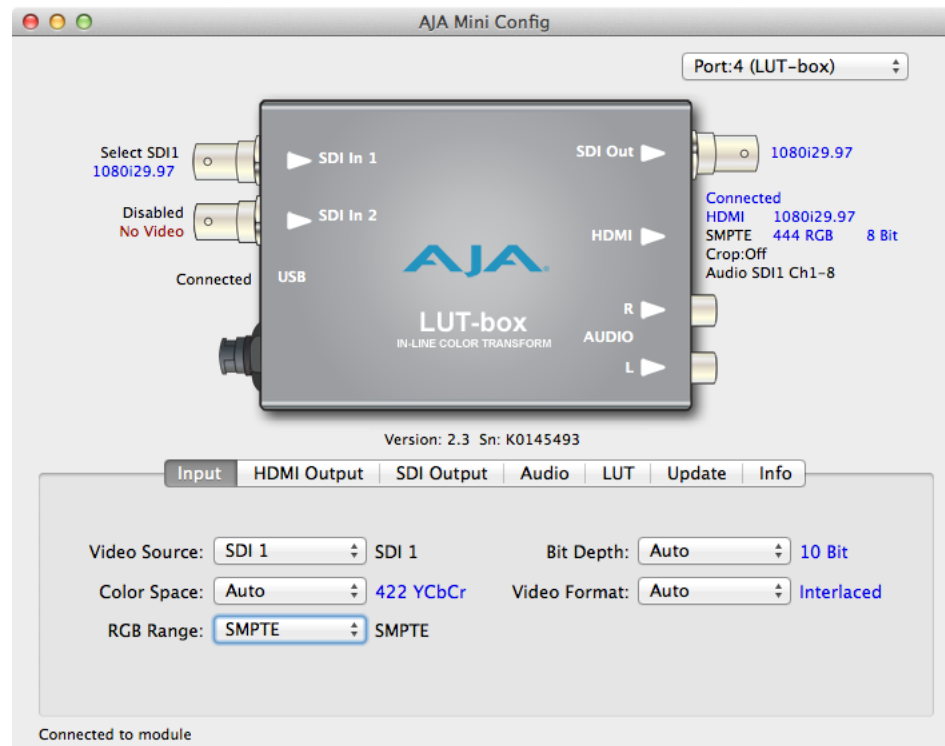 AJA Mini Config
Port:4 (LUT-box)
Select SDI1
1080i29.97
SDI In 1
SDI Out
1080i29.97
Disabled
No Video
SDI In 2
HDMI
Connected
HDMI 1080i29.97
SMPTE 444 RGB 8 Bit
Crop:Off
Audio SDI1 Ch1-8
Connected
USB
AJA
R
AUDIO
L
LUT-box
IN-LINE COLOR TRANSFORM
Version: 2.3 Sn: K0145493
Input HDMI Output SDI Output Audio LUT Update Info
Video Source: SDI 1 SDI 1 Bit Depth: Auto 10 Bit
Color Space: Auto 422 YCbCr Video Format: Auto Interlaced
RGB Range: SMPTE SMPTE
Connected to module